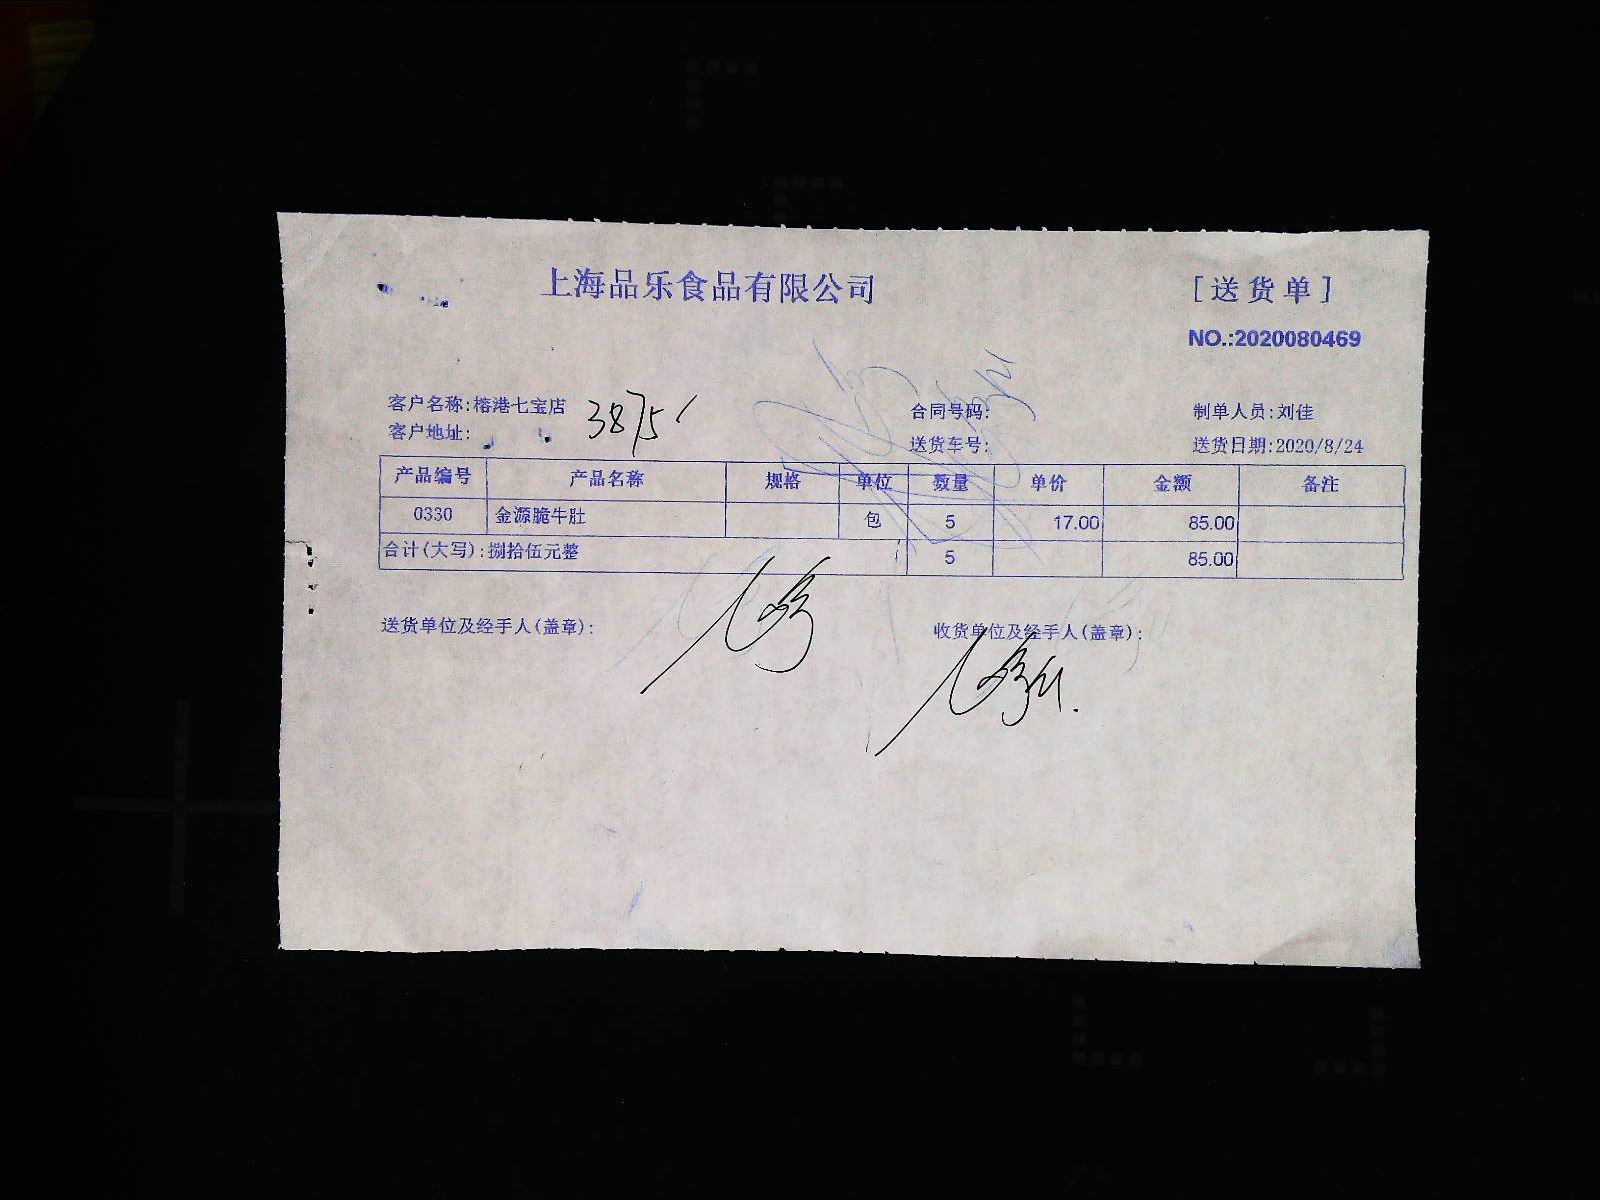 上海品乐食品有限公司 [送货单]
NO.:2020080469
客户名称:榕港七宝店 3875 合同号码: 制单人员:刘佳
客户地址: 送货车号: 送货日期:2020/8/24
产品编号 产品名称 规格 单位 数量 单价 金额 备注
0330 金源脆牛肚 包 5 17.00 85.00
合计(大写):捌拾伍元整 5 85.00
送货单位及经手人(盖章): 收货单位及经手人(盖章):